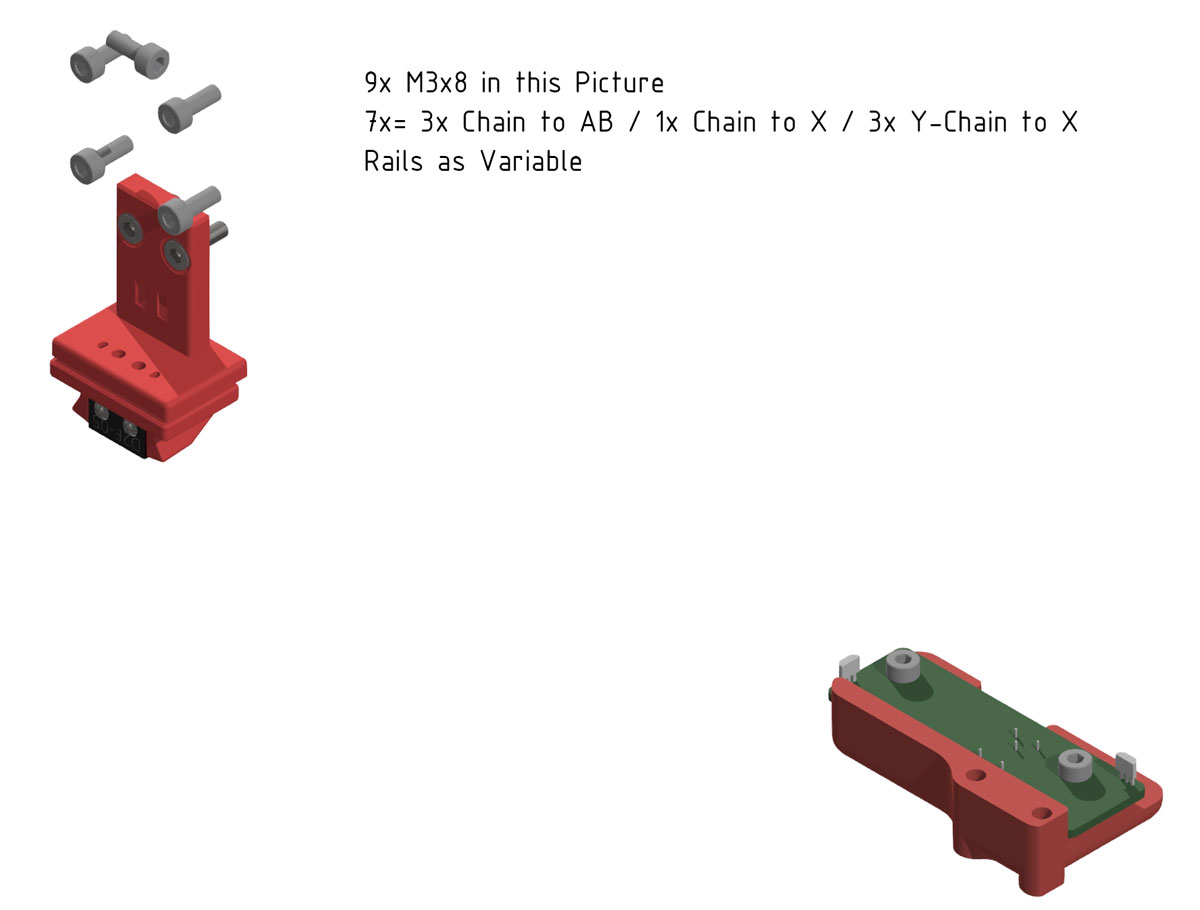 9x M3x8 in this Picture
7x= 3x Chain to AB / 1x Chain to X / 3x Y-Chain to X
Rails as Variable